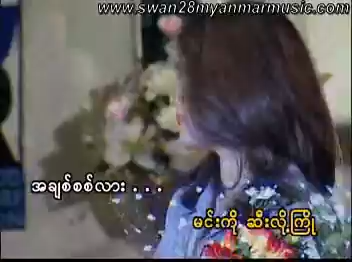 www.swan28myanmarmusic.com
အချစ်စစ်လား . . .
မင်းကို ဆီးလို့ကြို